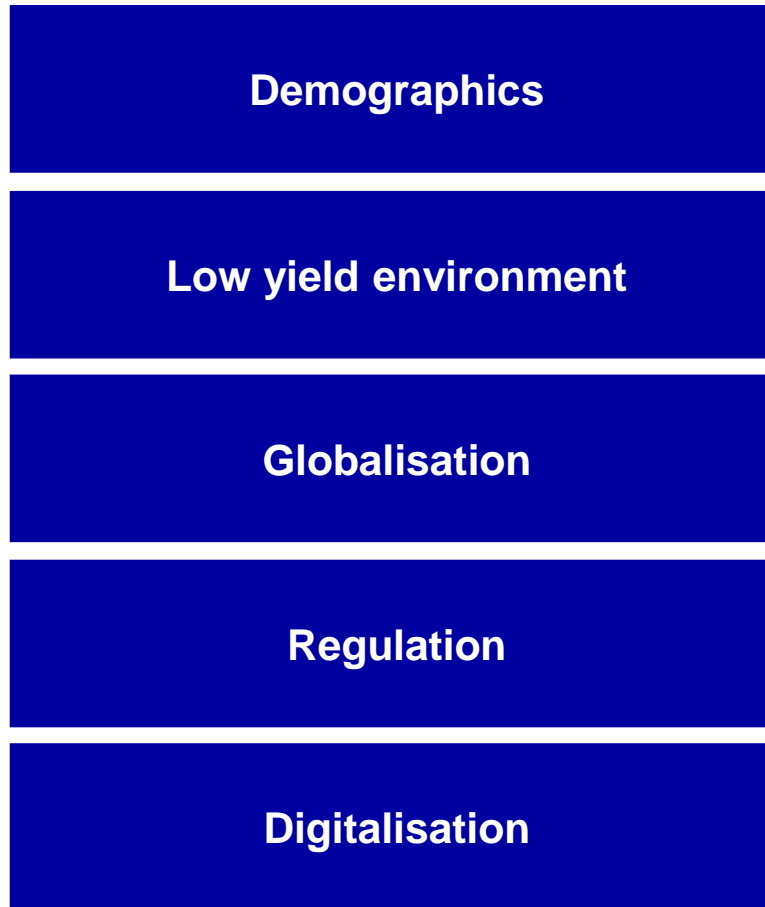 Demographics
Low yield environment
Globalisation
Regulation
Digitalisation